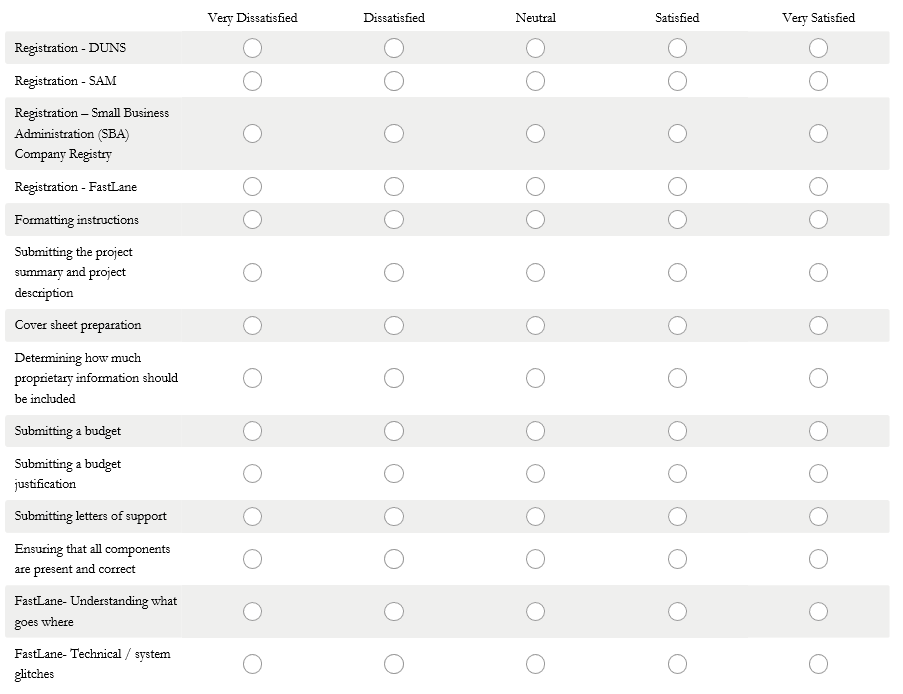 Very Dissatisfied Dissatisfied Neutral Satisfied Very Satisfied
Registration - DUNS
Registration - SAM
Registration – Small Business
Administration (SBA)
Company Registry
Registration - FastLane
Formatting instructions
Submitting the project
summary and project
description
Cover sheet preparation
Determining how much
proprietary information should
be included
Submitting a budget
Submitting a budget
justification
Submitting letters of support
Ensuring that all components
are present and correct
FastLane- Understanding what
goes where
FastLane- Technical / system
glitches